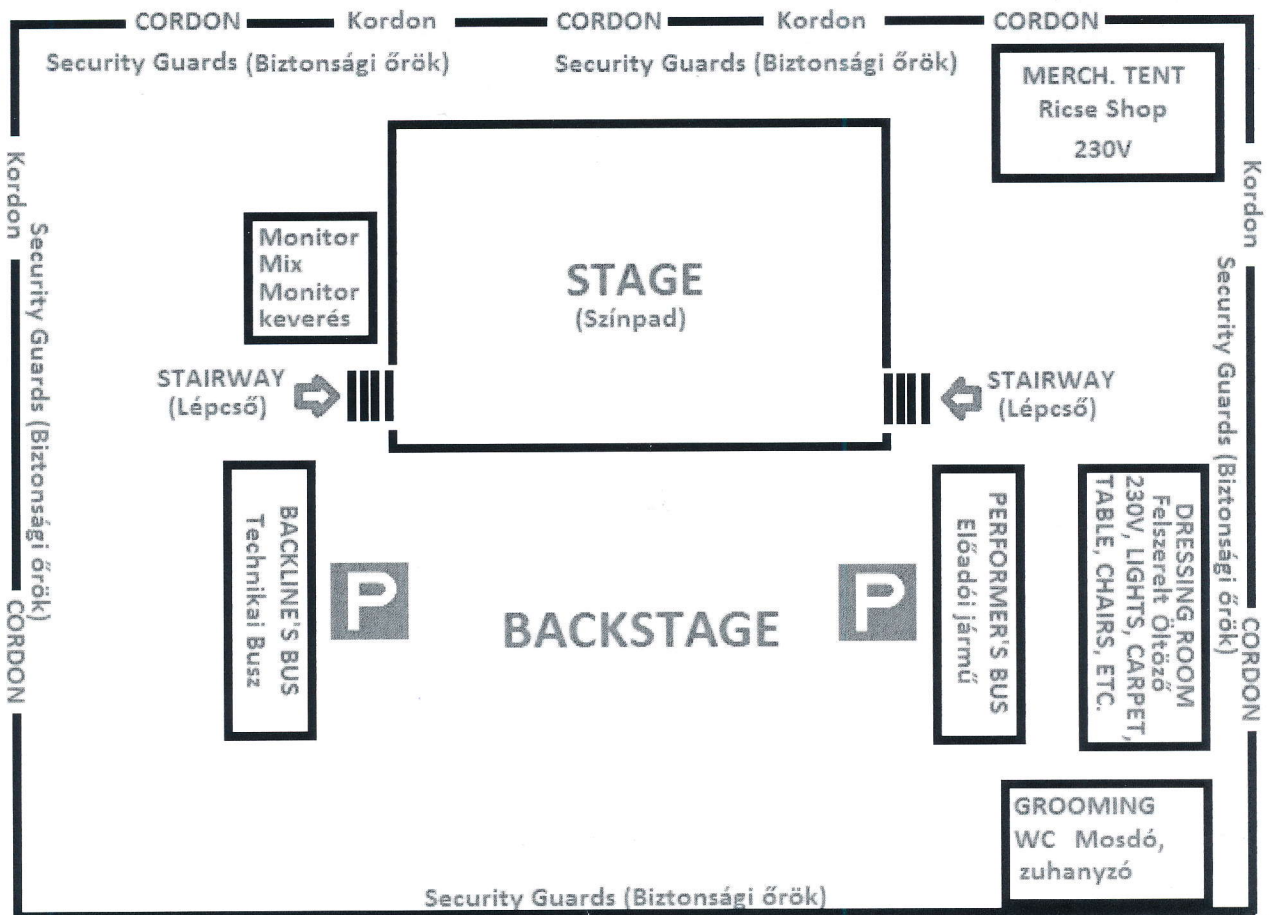 CORDON Kordon CORDON Kordon CORDON
Security Guards (Biztonsági őrök)
Security Guards (Biztonsági őrök)
MERCH. TENT
Ricse Shop
230V
Kordon
Security Guards (Biztonsági őrök)
CORDON
Monitor
Mix
Monitor
keverés
STAGE
(Színpad)
Kordon
Security Guards (Biztonsági őrök)
CORDON
STAIRWAY
(Lépcső)
STAIRWAY
(Lépcső)
BACKLINE'S BUS
Technikai Busz
P
BACKSTAGE
P
PERFORMER'S BUS
Előadói jármű
DRESSING ROOM
Felszerelt Öltöző
230V, LIGHTS, CARPET,
TABLE, CHAIRS, ETC.
GROOMING
WC Mosdó,
zuhanyzó
Security Guards (Biztonsági őrök)